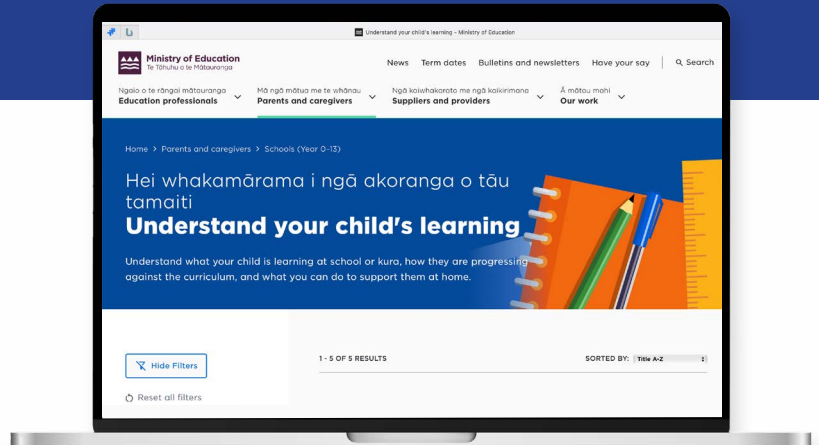 Understand your child's learning - Ministry of Education
Ministry of Education
Te Tāhuhu o te Mātauranga
News Term dates Bulletins and newsletters Have your say Search
Ngaio o te rāngai mātauranga
Education professionals
Mā ngā mātua me te whānau
Parents and caregivers
Ngā kaiwhakarato me ngā kaikirimana
Suppliers and providers
Ā mātou mahi
Our work
Home > Parents and caregivers > Schools (Year 0-13)
Hei whakamārama i ngā akoranga o tāu
tamaiti
Understand your child's learning
Understand what your child is learning at school or kura, how they are progressing
against the curriculum, and what you can do to support them at home.
Hide Filters
Reset all filters
1 - 5 OF 5 RESULTS
SORTED BY: Title A-Z